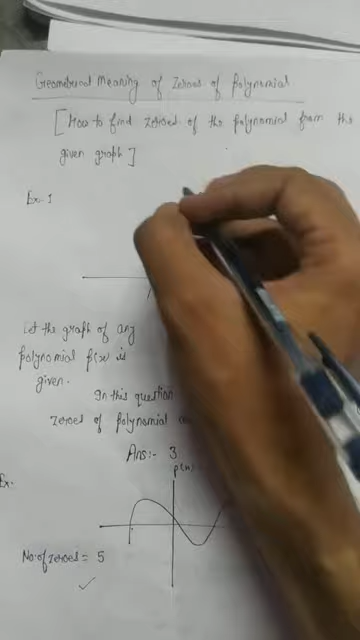 Geometrical Meaning of Zeroes of Polynomial
[How to find zeroes of the polynomial from the
given graph]
Ex-1
Let the graph of any
polynomial p(x) is
given.
In this question
zeroes of polynomial
Ans:- 3
p(x)
Ex.
No. of zeroes = 5